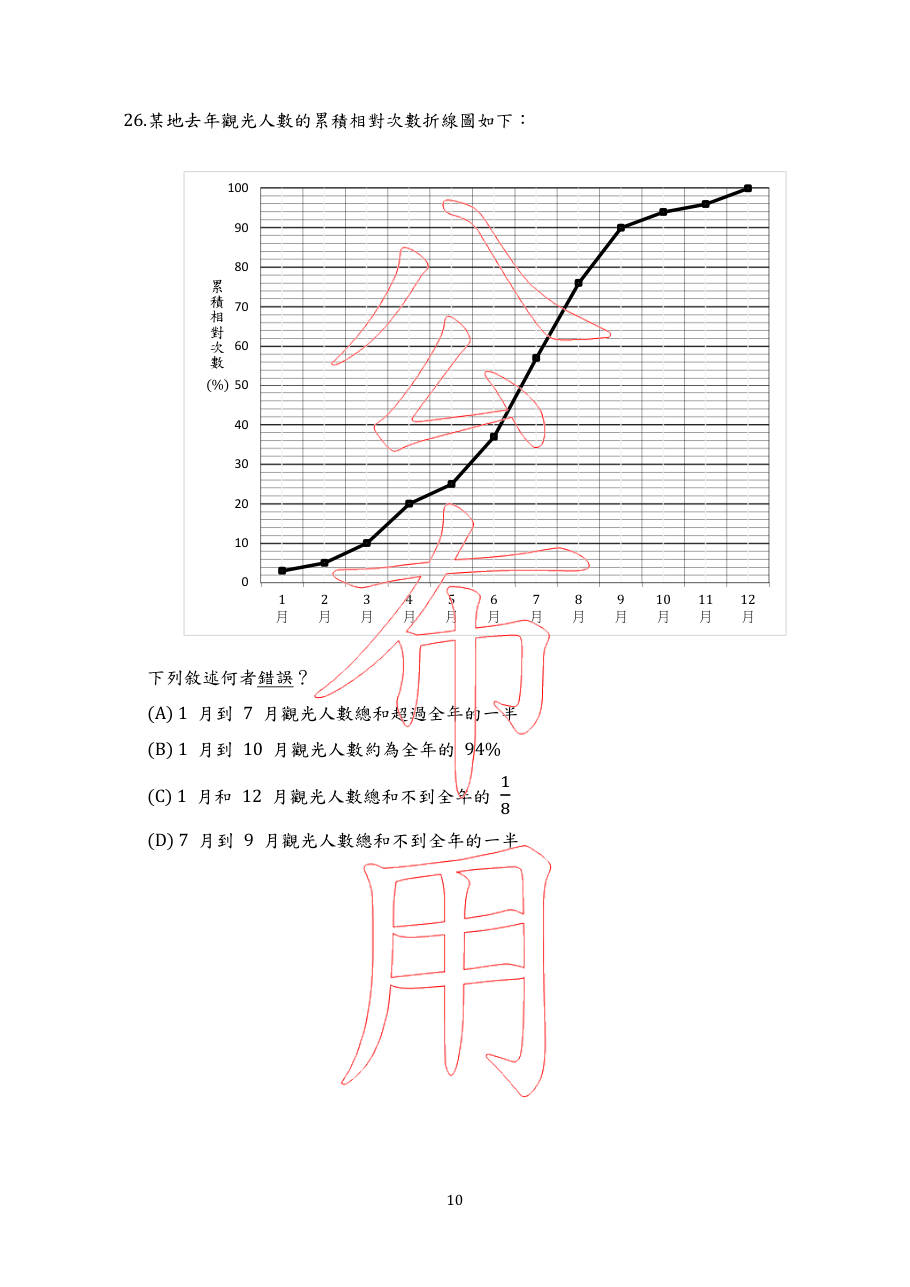 26.某地去年觀光人數的累積相對次數折線圖如下：
100
90
80
70
60
50
40
30
20
10
0
累積相對次數
(%)
1月 2月 3月 4月 5月 6月 7月 8月 9月 10月 11月 12月
下列敘述何者錯誤？
(A) 1 月到 7 月觀光人數總和超過全年的一半
(B) 1 月到 10 月觀光人數約為全年的 94%
(C) 1 月和 12 月觀光人數總和不到全年的 1/8
(D) 7 月到 9 月觀光人數總和不到全年的一半
公布用
10